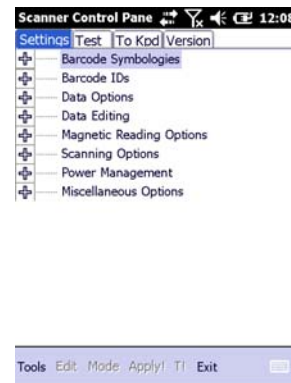 Scanner Control Pane 12:08
Settings Test To Kpd Version
Barcode Symbologies
Barcode IDs
Data Options
Data Editing
Magnetic Reading Options
Scanning Options
Power Management
Miscellaneous Options
Tools Edit Mode Apply! T! Exit